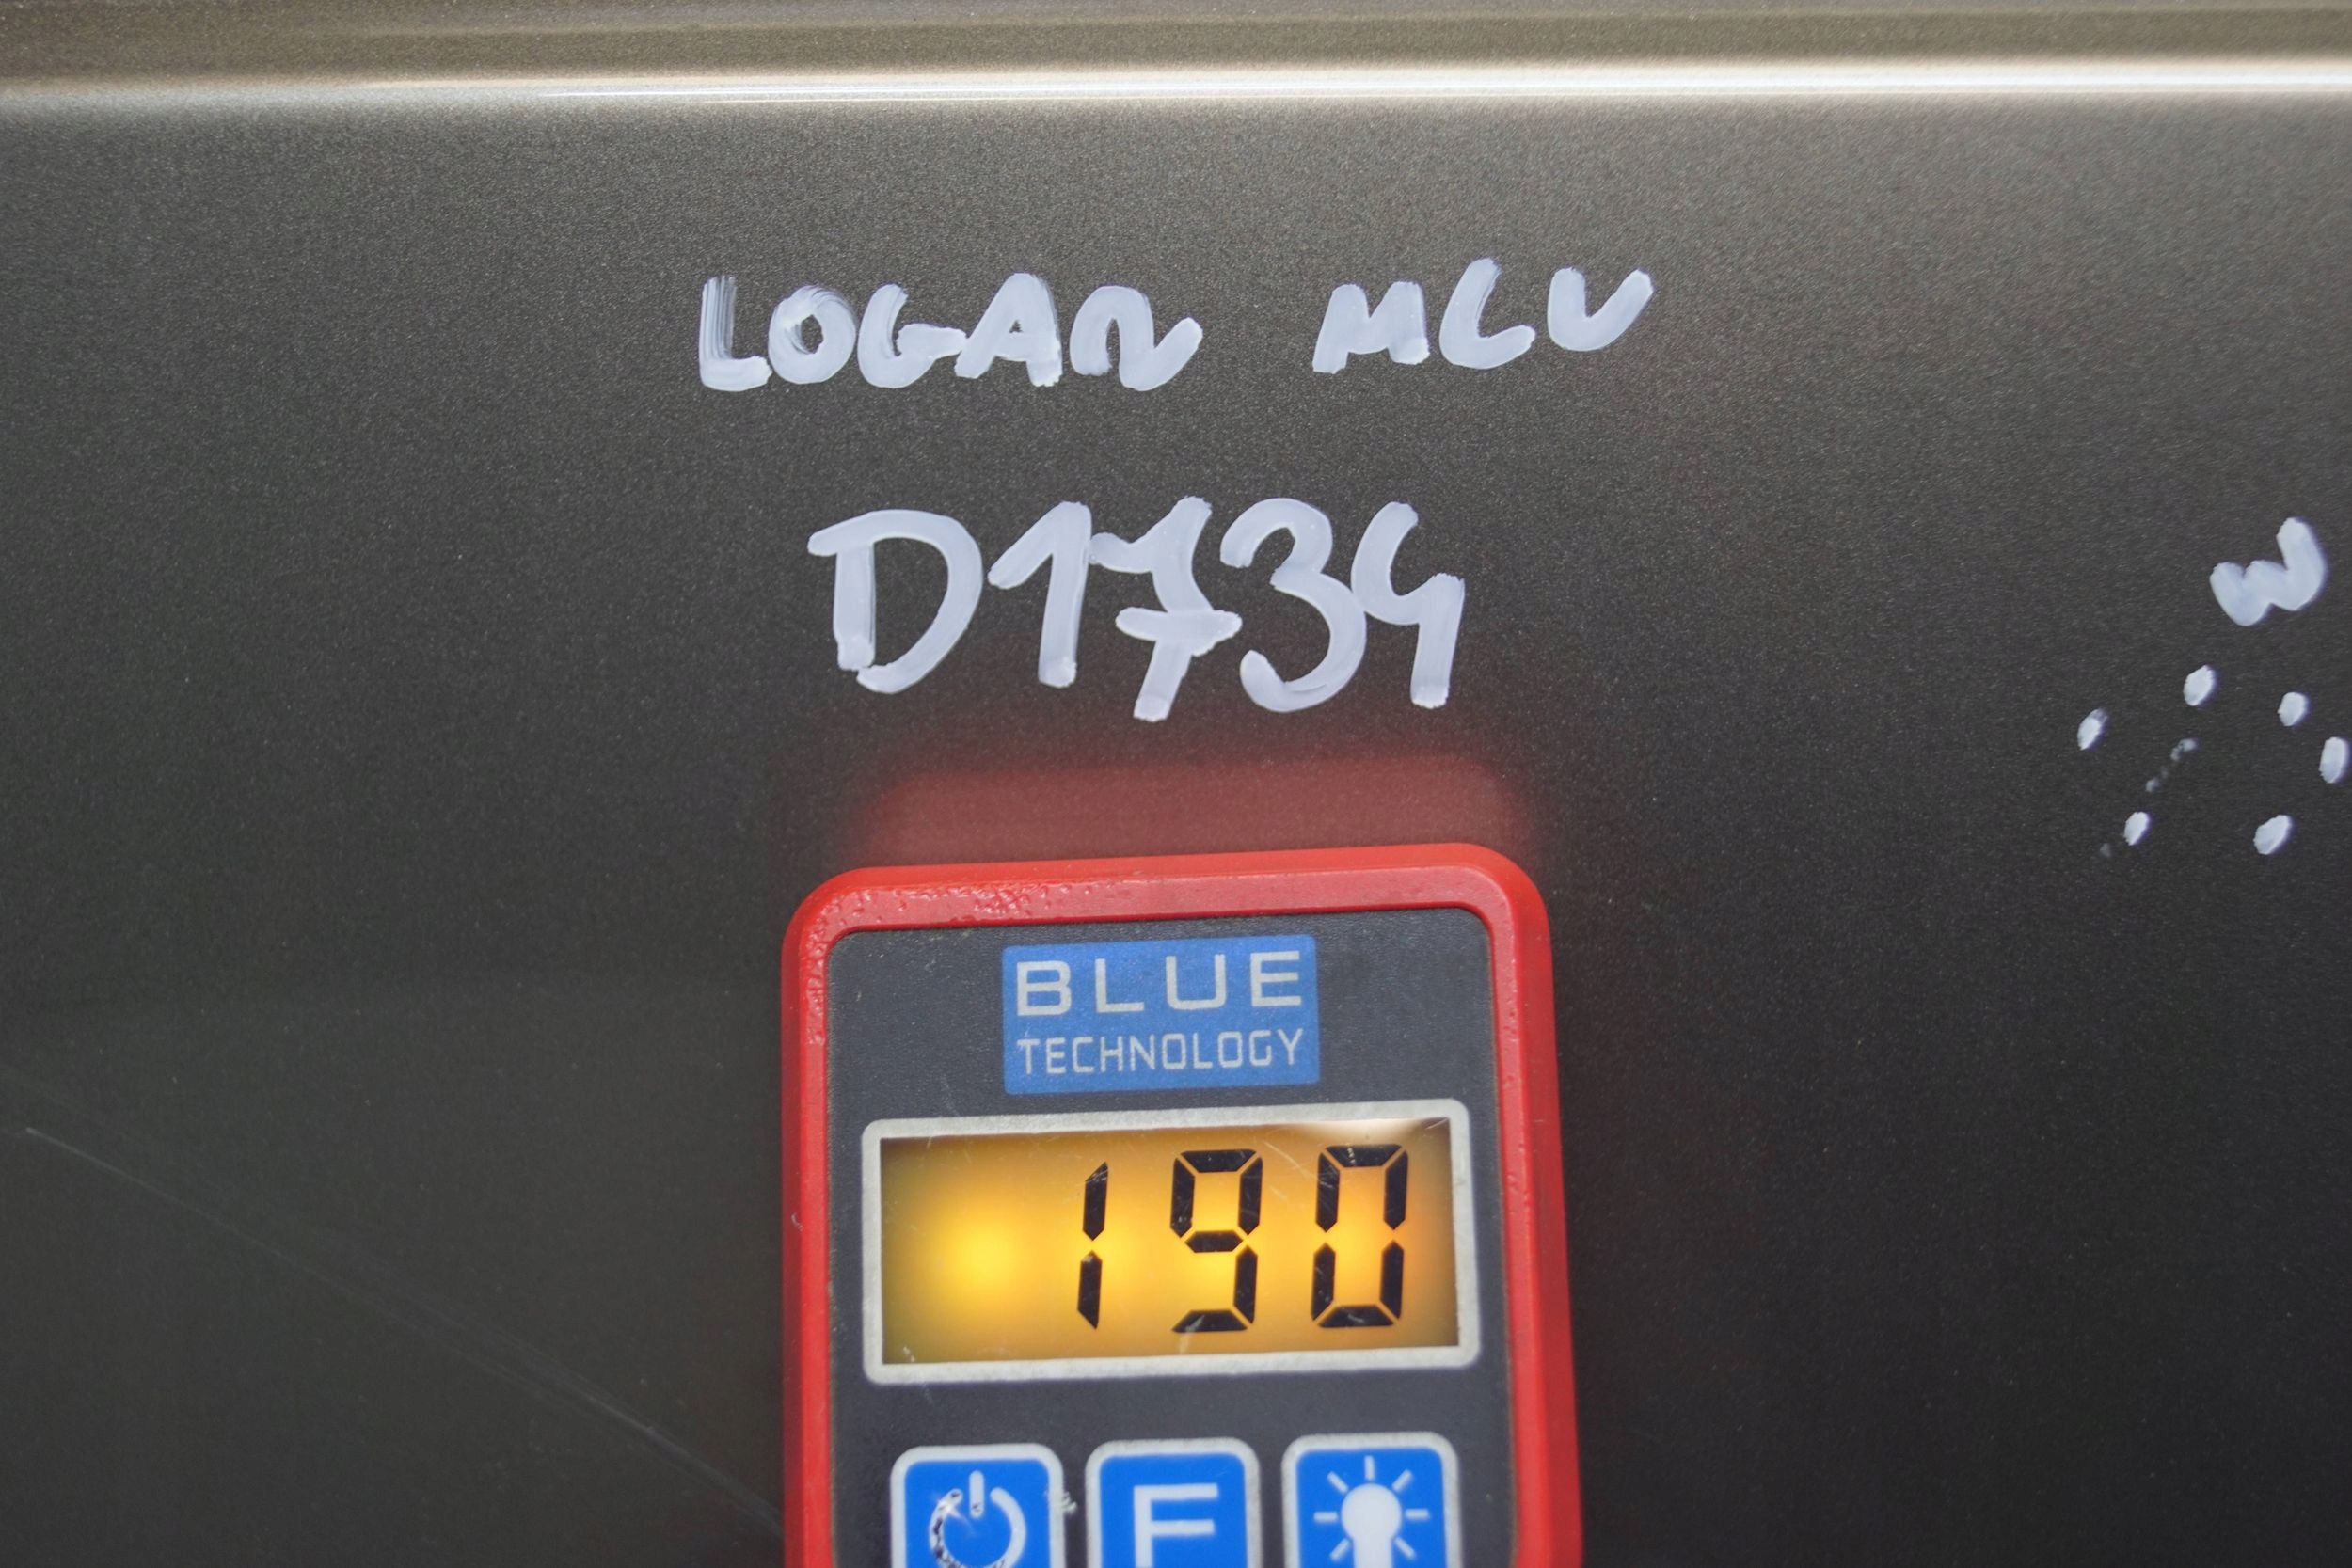 LOGAN MCV
D1734
W
BLUE
TECHNOLOGY
190
F